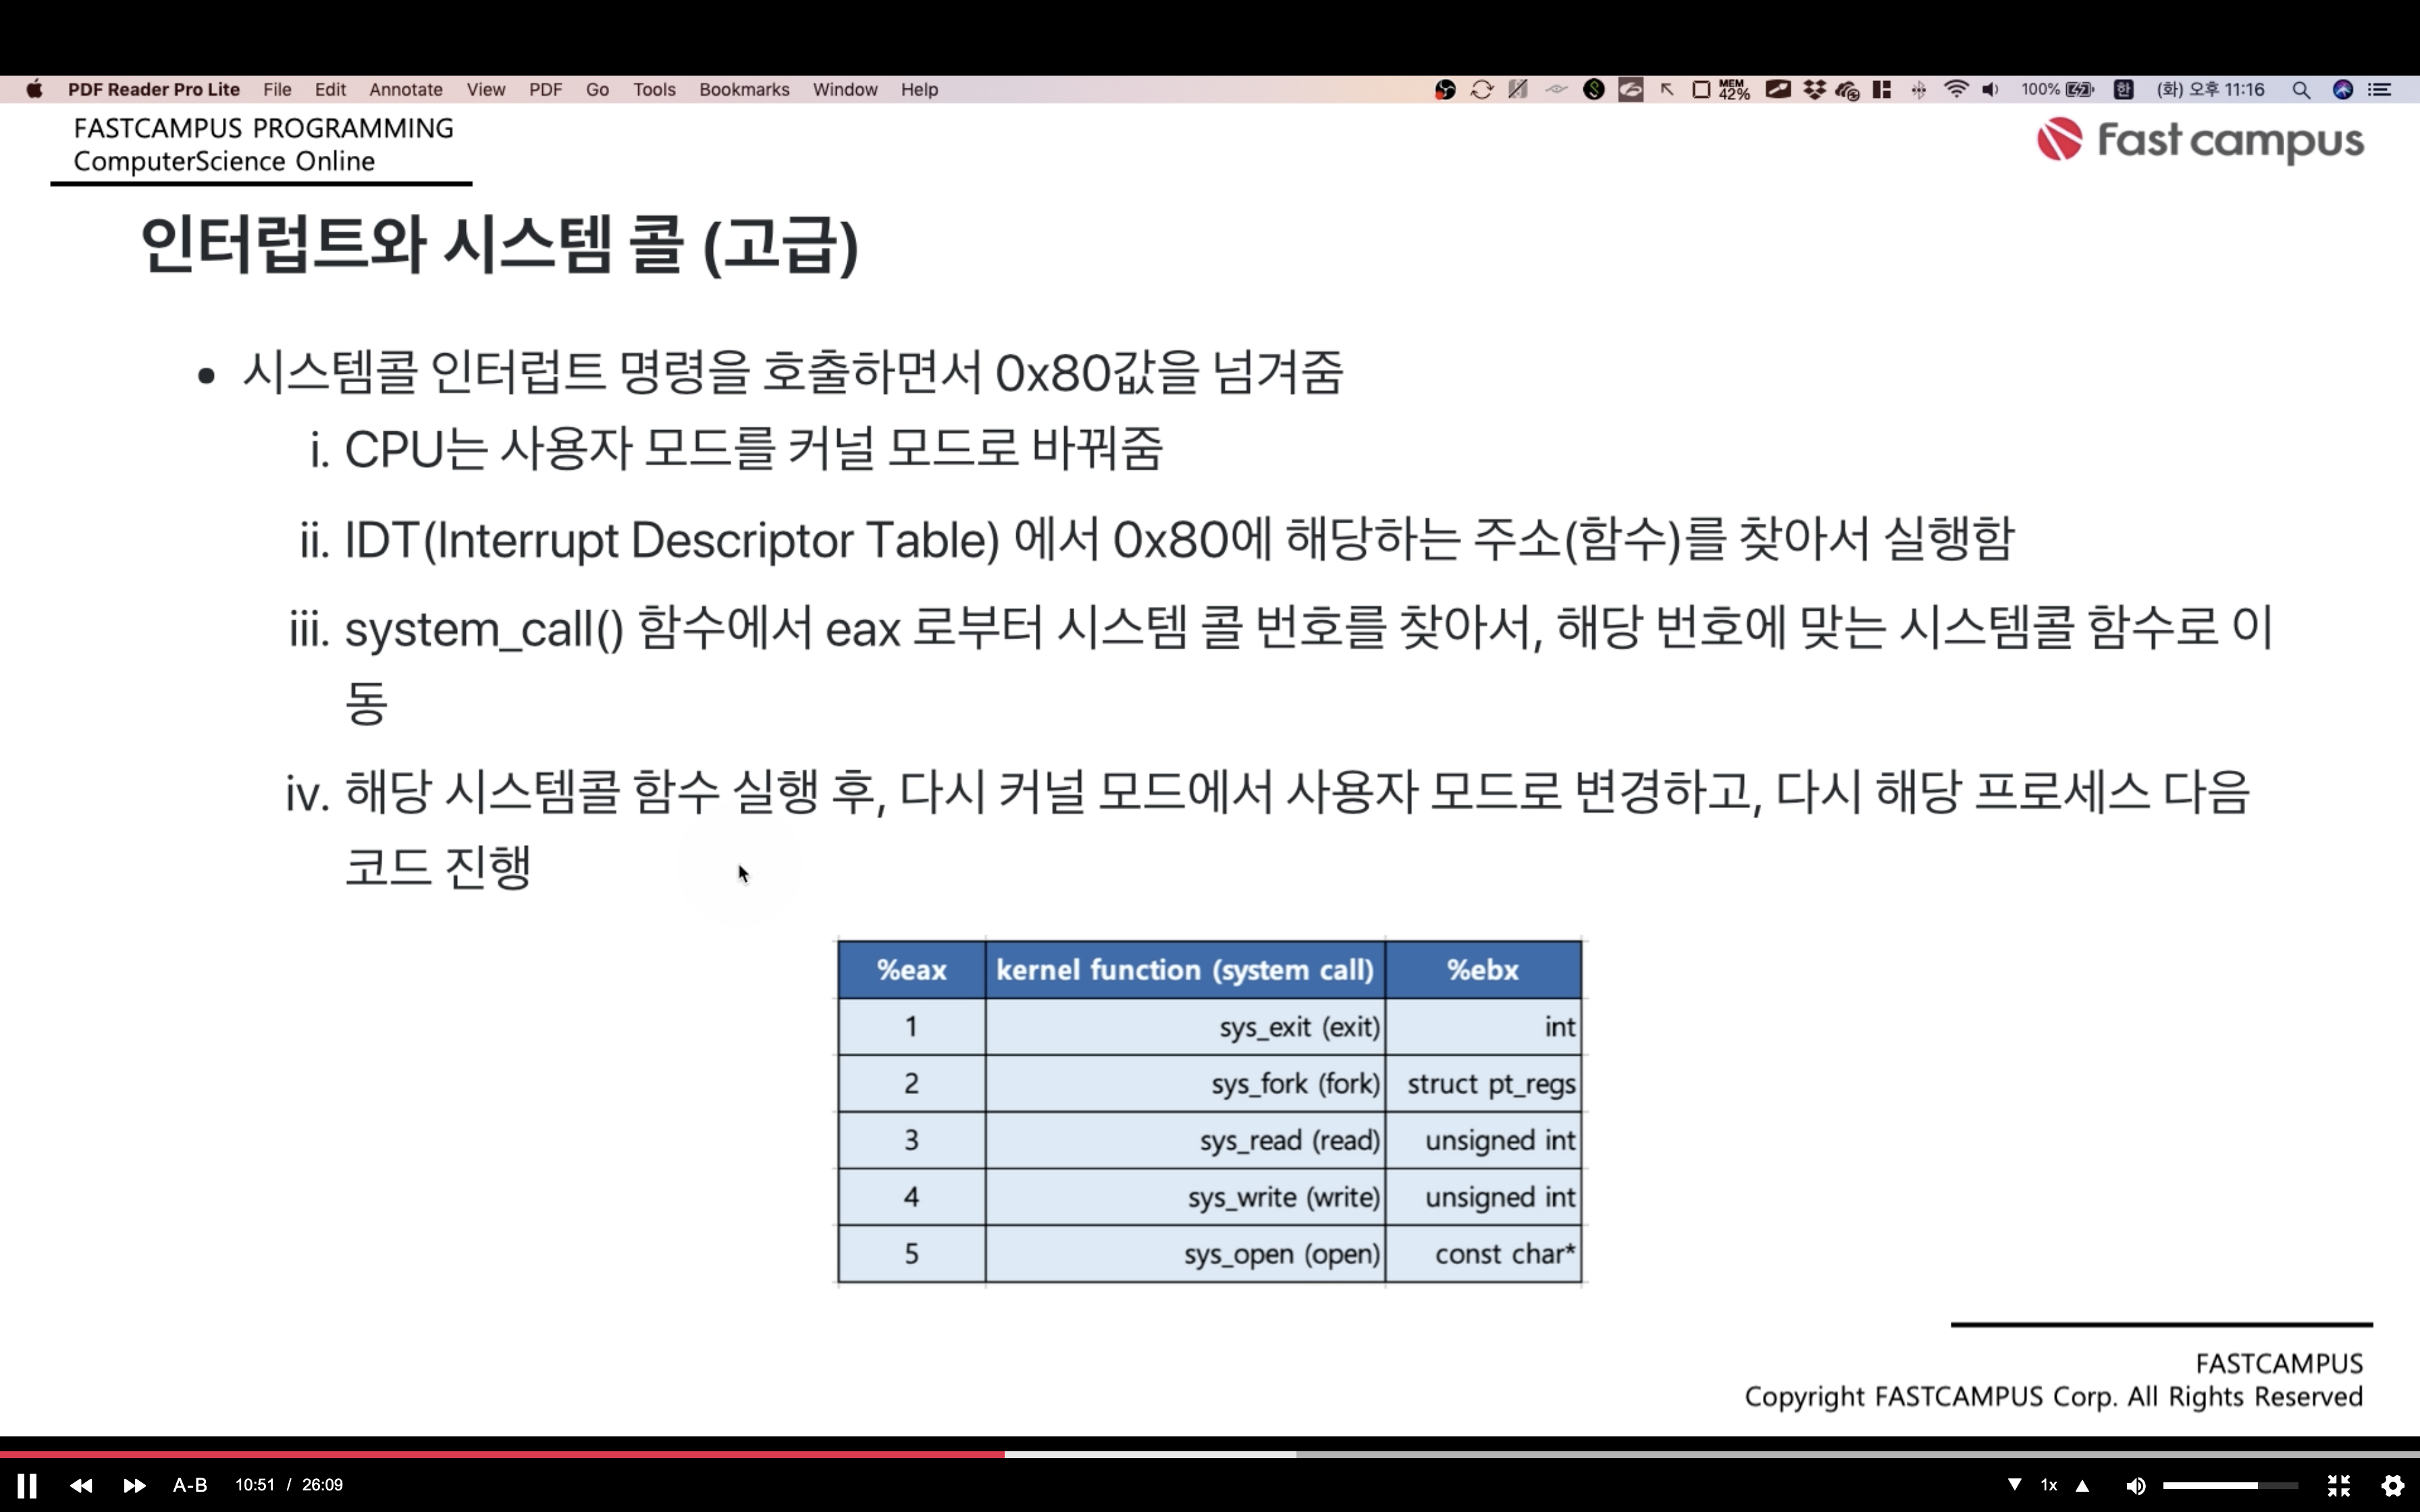 PDF Reader Pro Lite File Edit Annotate View PDF Go Tools Bookmarks Window Help MEM 42% 100% 한 (화) 오후 11:16
FASTCAMPUS PROGRAMMING
ComputerScience Online
Fast campus
인터럽트와 시스템 콜 (고급)
• 시스템콜 인터럽트 명령을 호출하면서 0x80값을 넘겨줌
i. CPU는 사용자 모드를 커널 모드로 바꿔줌
ii. IDT(Interrupt Descriptor Table) 에서 0x80에 해당하는 주소(함수)를 찾아서 실행함
iii. system_call() 함수에서 eax 로부터 시스템 콜 번호를 찾아서, 해당 번호에 맞는 시스템콜 함수로 이
동
iv. 해당 시스템콜 함수 실행 후, 다시 커널 모드에서 사용자 모드로 변경하고, 다시 해당 프로세스 다음
코드 진행
%eax kernel function (system call) %ebx
1 sys_exit (exit) int
2 sys_fork (fork) struct pt_regs
3 sys_read (read) unsigned int
4 sys_write (write) unsigned int
5 sys_open (open) const char*
FASTCAMPUS
Copyright FASTCAMPUS Corp. All Rights Reserved
A-B 10:51 / 26:09 1x